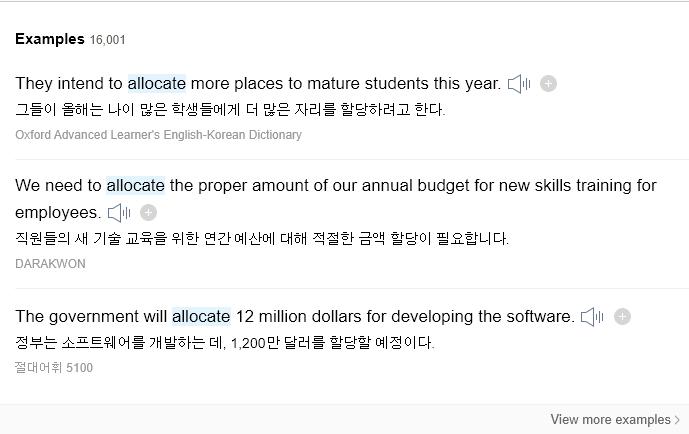 Examples 16,001
They intend to allocate more places to mature students this year.
그들이 올해는 나이 많은 학생들에게 더 많은 자리를 할당하려고 한다.
Oxford Advanced Learner's English-Korean Dictionary
We need to allocate the proper amount of our annual budget for new skills training for
employees.
직원들의 새 기술 교육을 위한 연간 예산에 대해 적절한 금액 할당이 필요합니다.
DARAKWON
The government will allocate 12 million dollars for developing the software.
정부는 소프트웨어를 개발하는 데, 1,200만 달러를 할당할 예정이다.
절대어휘 5100
View more examples